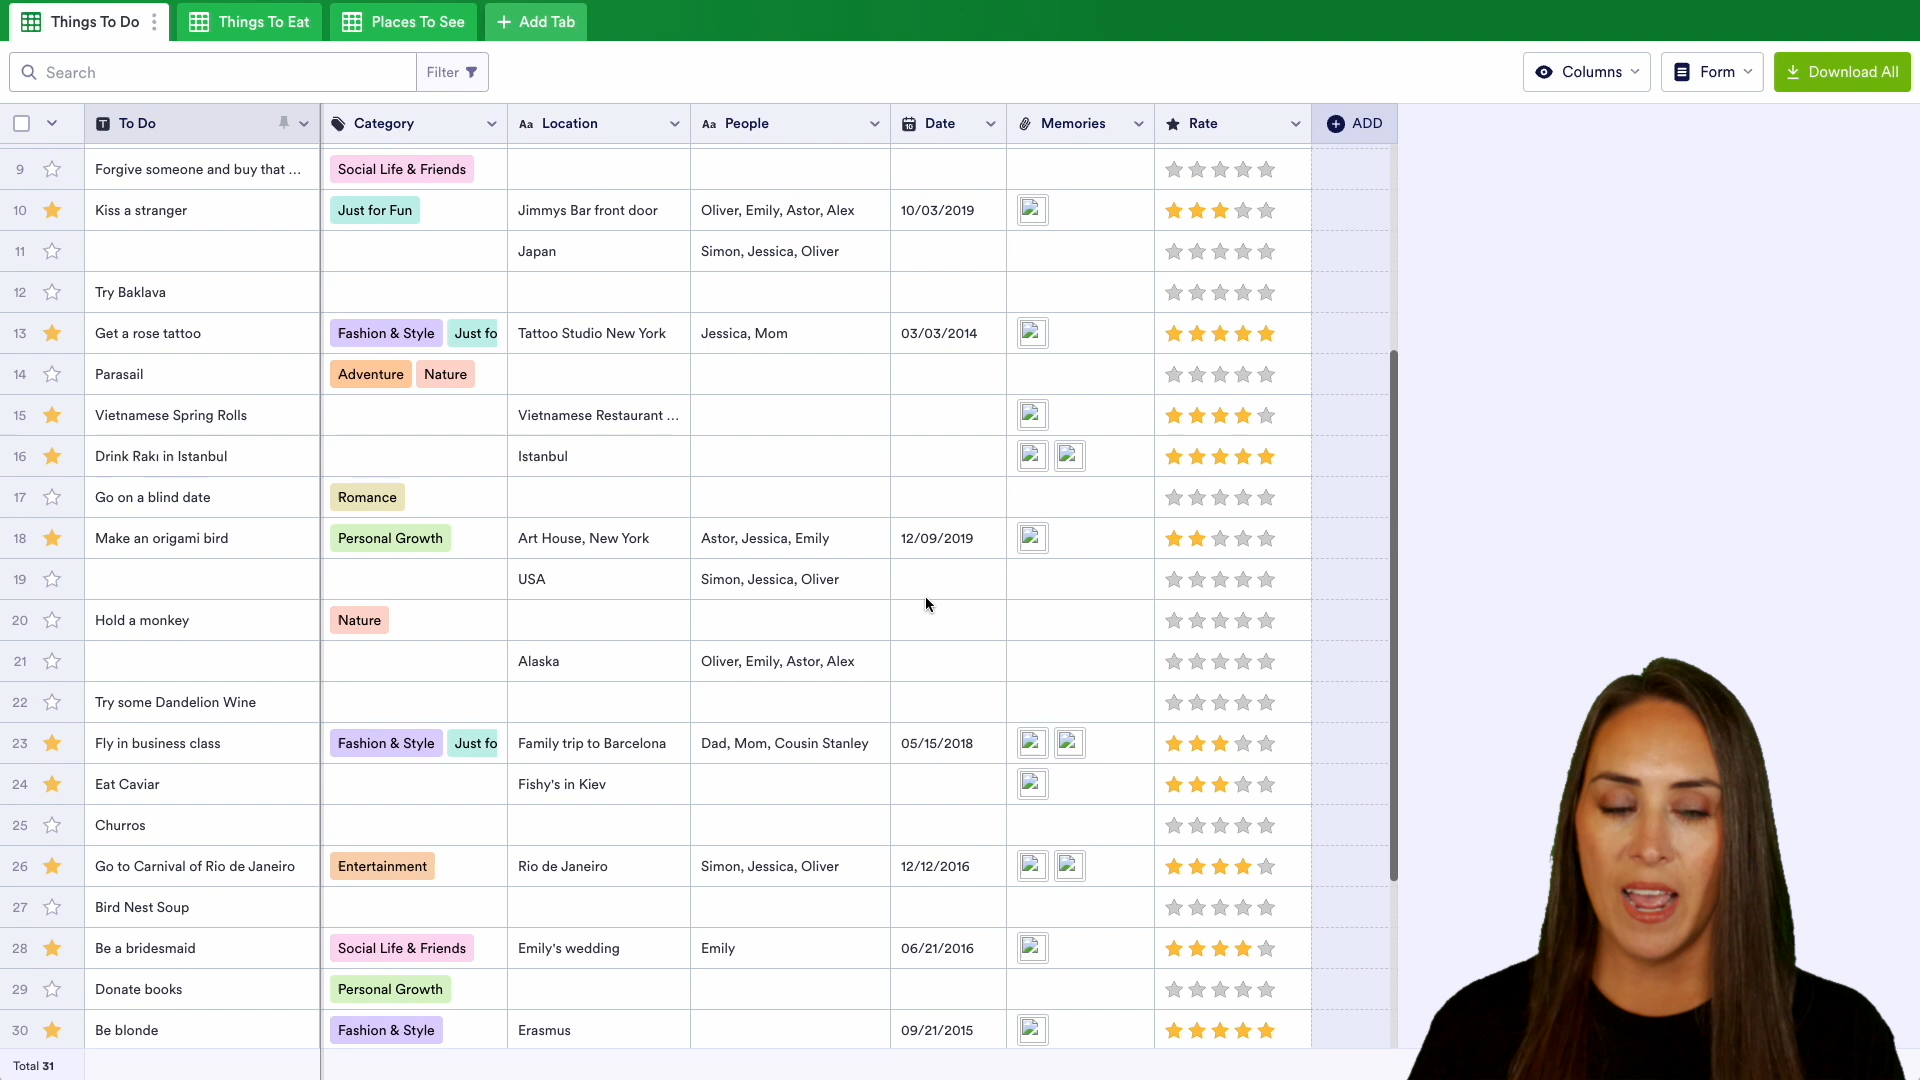 Things To Do
Things To Eat
Places To See
+ Add Tab
Search
Filter
Columns
Form
Download All
To Do
Category
Aa Location
Aa People
10 Date
Memories
Rate
ADD
9 Forgive someone and buy that ... Social Life & Friends
10 Kiss a stranger Just for Fun Jimmys Bar front door Oliver, Emily, Astor, Alex 10/03/2019
11 Japan Simon, Jessica, Oliver
12 Try Baklava
13 Get a rose tattoo Fashion & Style Just fo Tattoo Studio New York Jessica, Mom 03/03/2014
14 Parasail Adventure Nature
15 Vietnamese Spring Rolls Vietnamese Restaurant ...
16 Drink Rakı in Istanbul Istanbul
17 Go on a blind date Romance
18 Make an origami bird Personal Growth Art House, New York Astor, Jessica, Emily 12/09/2019
19 USA Simon, Jessica, Oliver
20 Hold a monkey Nature
21 Alaska Oliver, Emily, Astor, Alex
22 Try some Dandelion Wine
23 Fly in business class Fashion & Style Just fo Family trip to Barcelona Dad, Mom, Cousin Stanley 05/15/2018
24 Eat Caviar Fishy's in Kiev
25 Churros
26 Go to Carnival of Rio de Janeiro Entertainment Rio de Janeiro Simon, Jessica, Oliver 12/12/2016
27 Bird Nest Soup
28 Be a bridesmaid Social Life & Friends Emily's wedding Emily 06/21/2016
29 Donate books Personal Growth
30 Be blonde Fashion & Style Erasmus 09/21/2015
Total 31